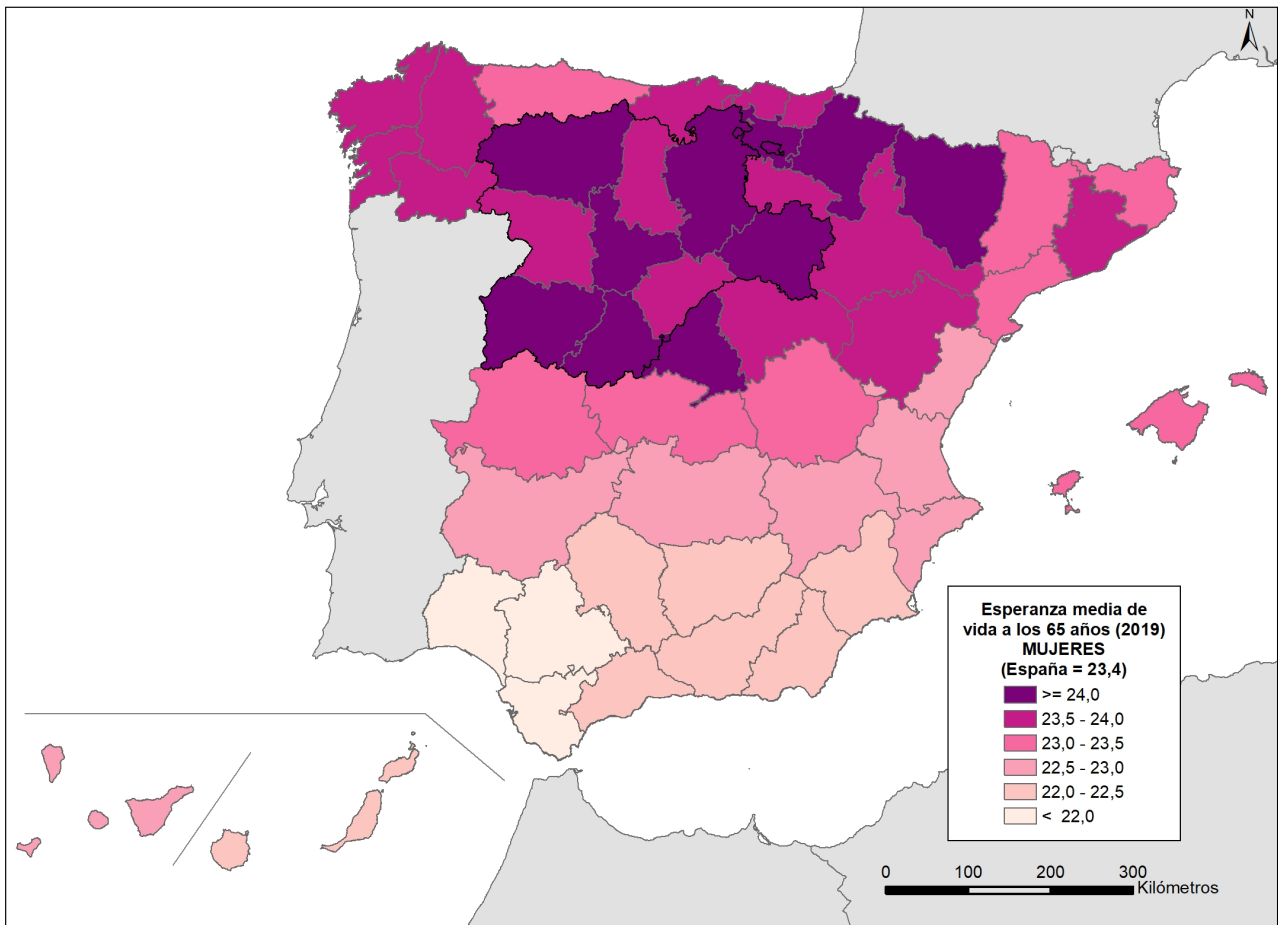 N
Esperanza media de
vida a los 65 años (2019)
MUJERES
(España = 23,4)
>= 24,0
23,5 - 24,0
23,0 - 23,5
22,5 - 23,0
22,0 - 22,5
< 22,0
0 100 200 300
Kilómetros